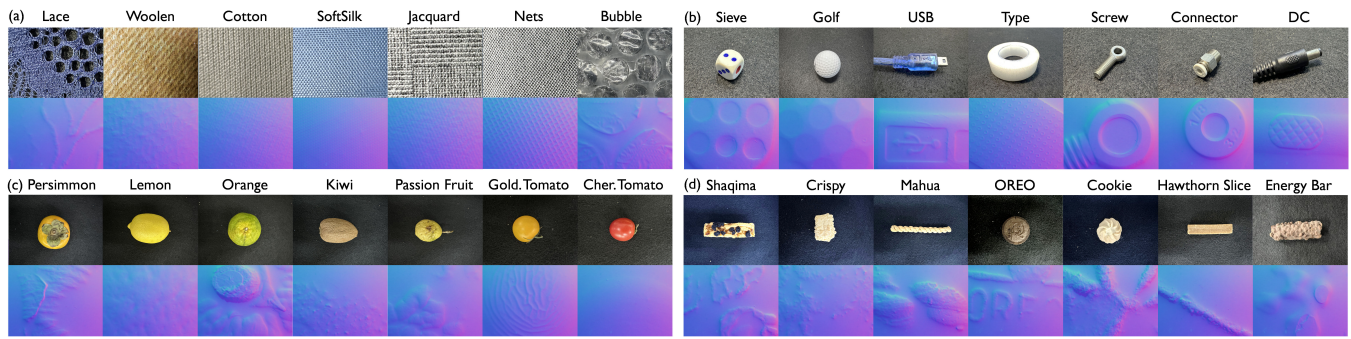 (a) Lace Woolen Cotton SoftSilk Jacquard Nets Bubble
(b) Sieve Golf USB Type Screw Connector DC
(c) Persimmon Lemon Orange Kiwi Passion Fruit Gold.Tomato Cher.Tomato
(d) Shaqima Crispy Mahua OREO Cookie Hawthorn Slice Energy Bar
ORE